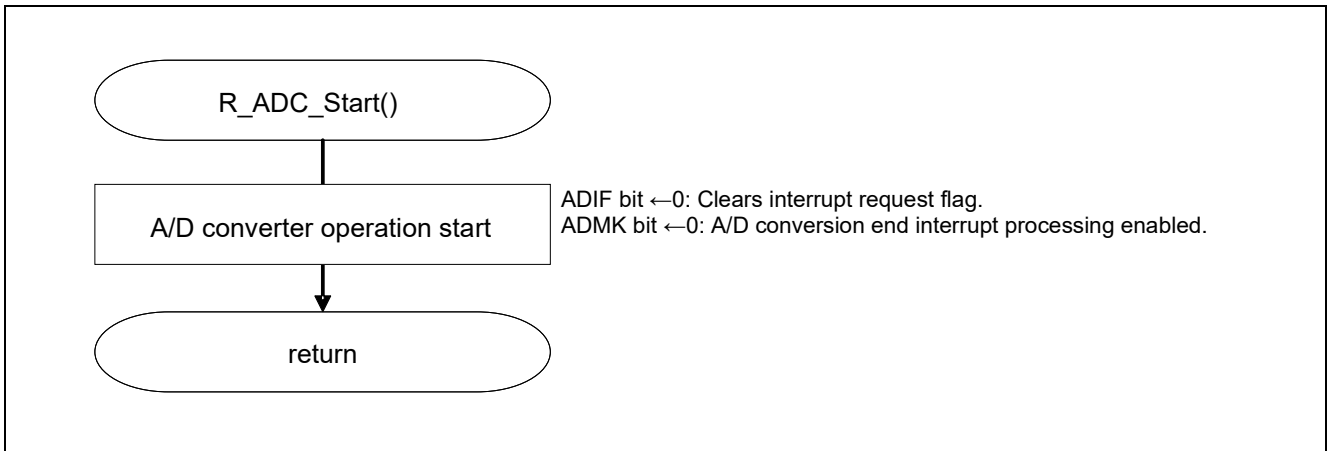 R_ADC_Start()
A/D converter operation start
ADIF bit ←0: Clears interrupt request flag.
ADMK bit ←0: A/D conversion end interrupt processing enabled.
return